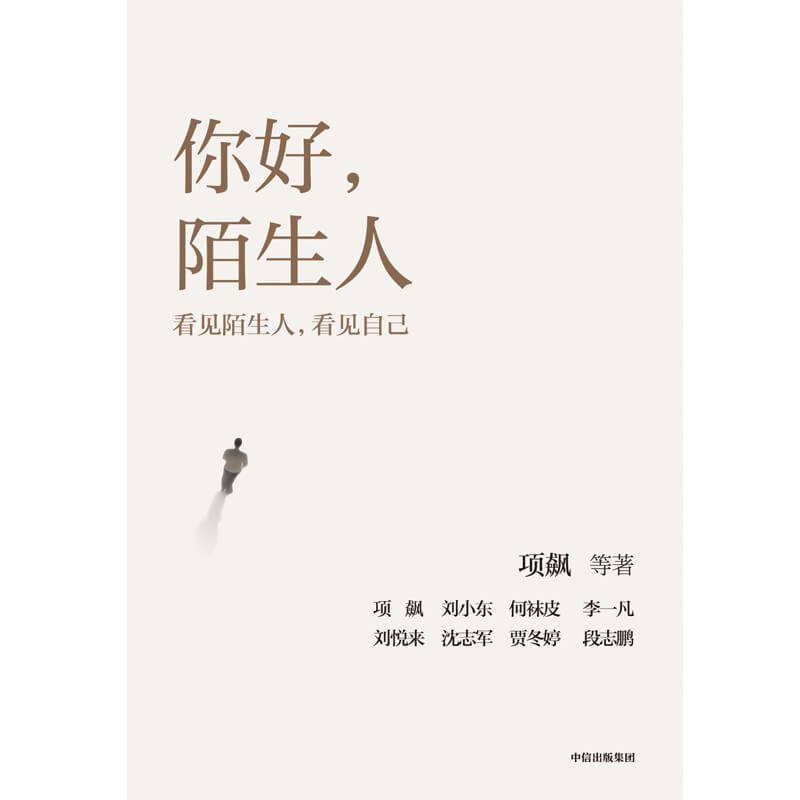 你好，
陌生人
看见陌生人，看见自己
项飙 等著
项 飙 刘小东 何袜皮 李一凡
刘悦来 沈志军 贾冬婷 段志鹏
中信出版集团